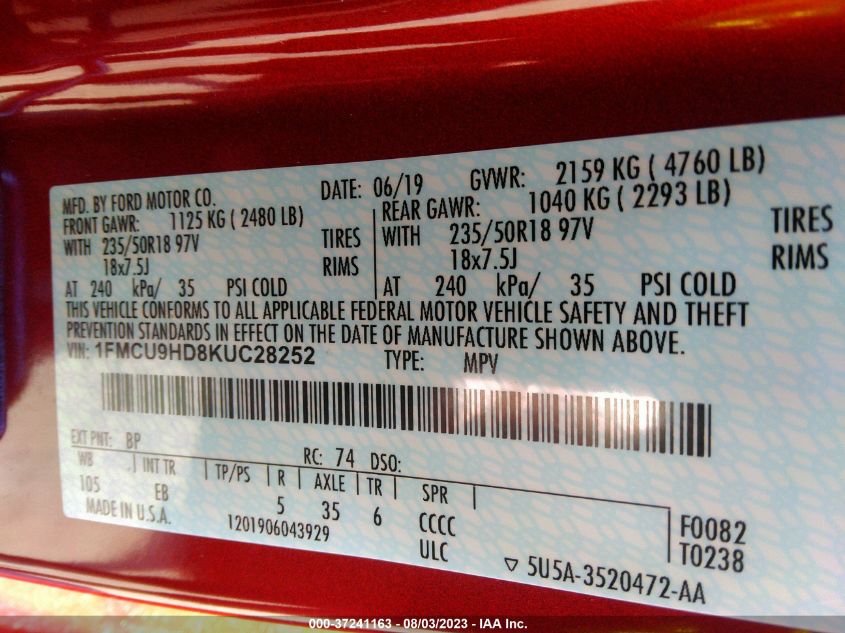 MFD. BY FORD MOTOR CO. DATE: 06/19 GVWR: 2159 KG ( 4760 LB)
FRONT GAWR: 1125 KG ( 2480 LB) REAR GAWR: 1040 KG ( 2293 LB)
WITH 235/50R18 97V TIRES WITH 235/50R18 97V TIRES
18x7.5J RIMS 18x7.5J RIMS
AT 240 kPa/ 35 PSI COLD AT 240 kPa/ 35 PSI COLD
THIS VEHICLE CONFORMS TO ALL APPLICABLE FEDERAL MOTOR VEHICLE SAFETY AND THEFT
PREVENTION STANDARDS IN EFFECT ON THE DATE OF MANUFACTURE SHOWN ABOVE.
VIN: 1FMCU9HD8KUC28252 TYPE: MPV
EXT PNT: BP RC: 74 DSO:
WB INT TR TP/PS R AXLE TR SPR
105 EB 5 35 6 CCCC F0082
MADE IN U.S.A. 1201906043929 ULC T0238
5U5A-3520472-AA
000-37241163 - 08/03/2023 - IAA Inc.